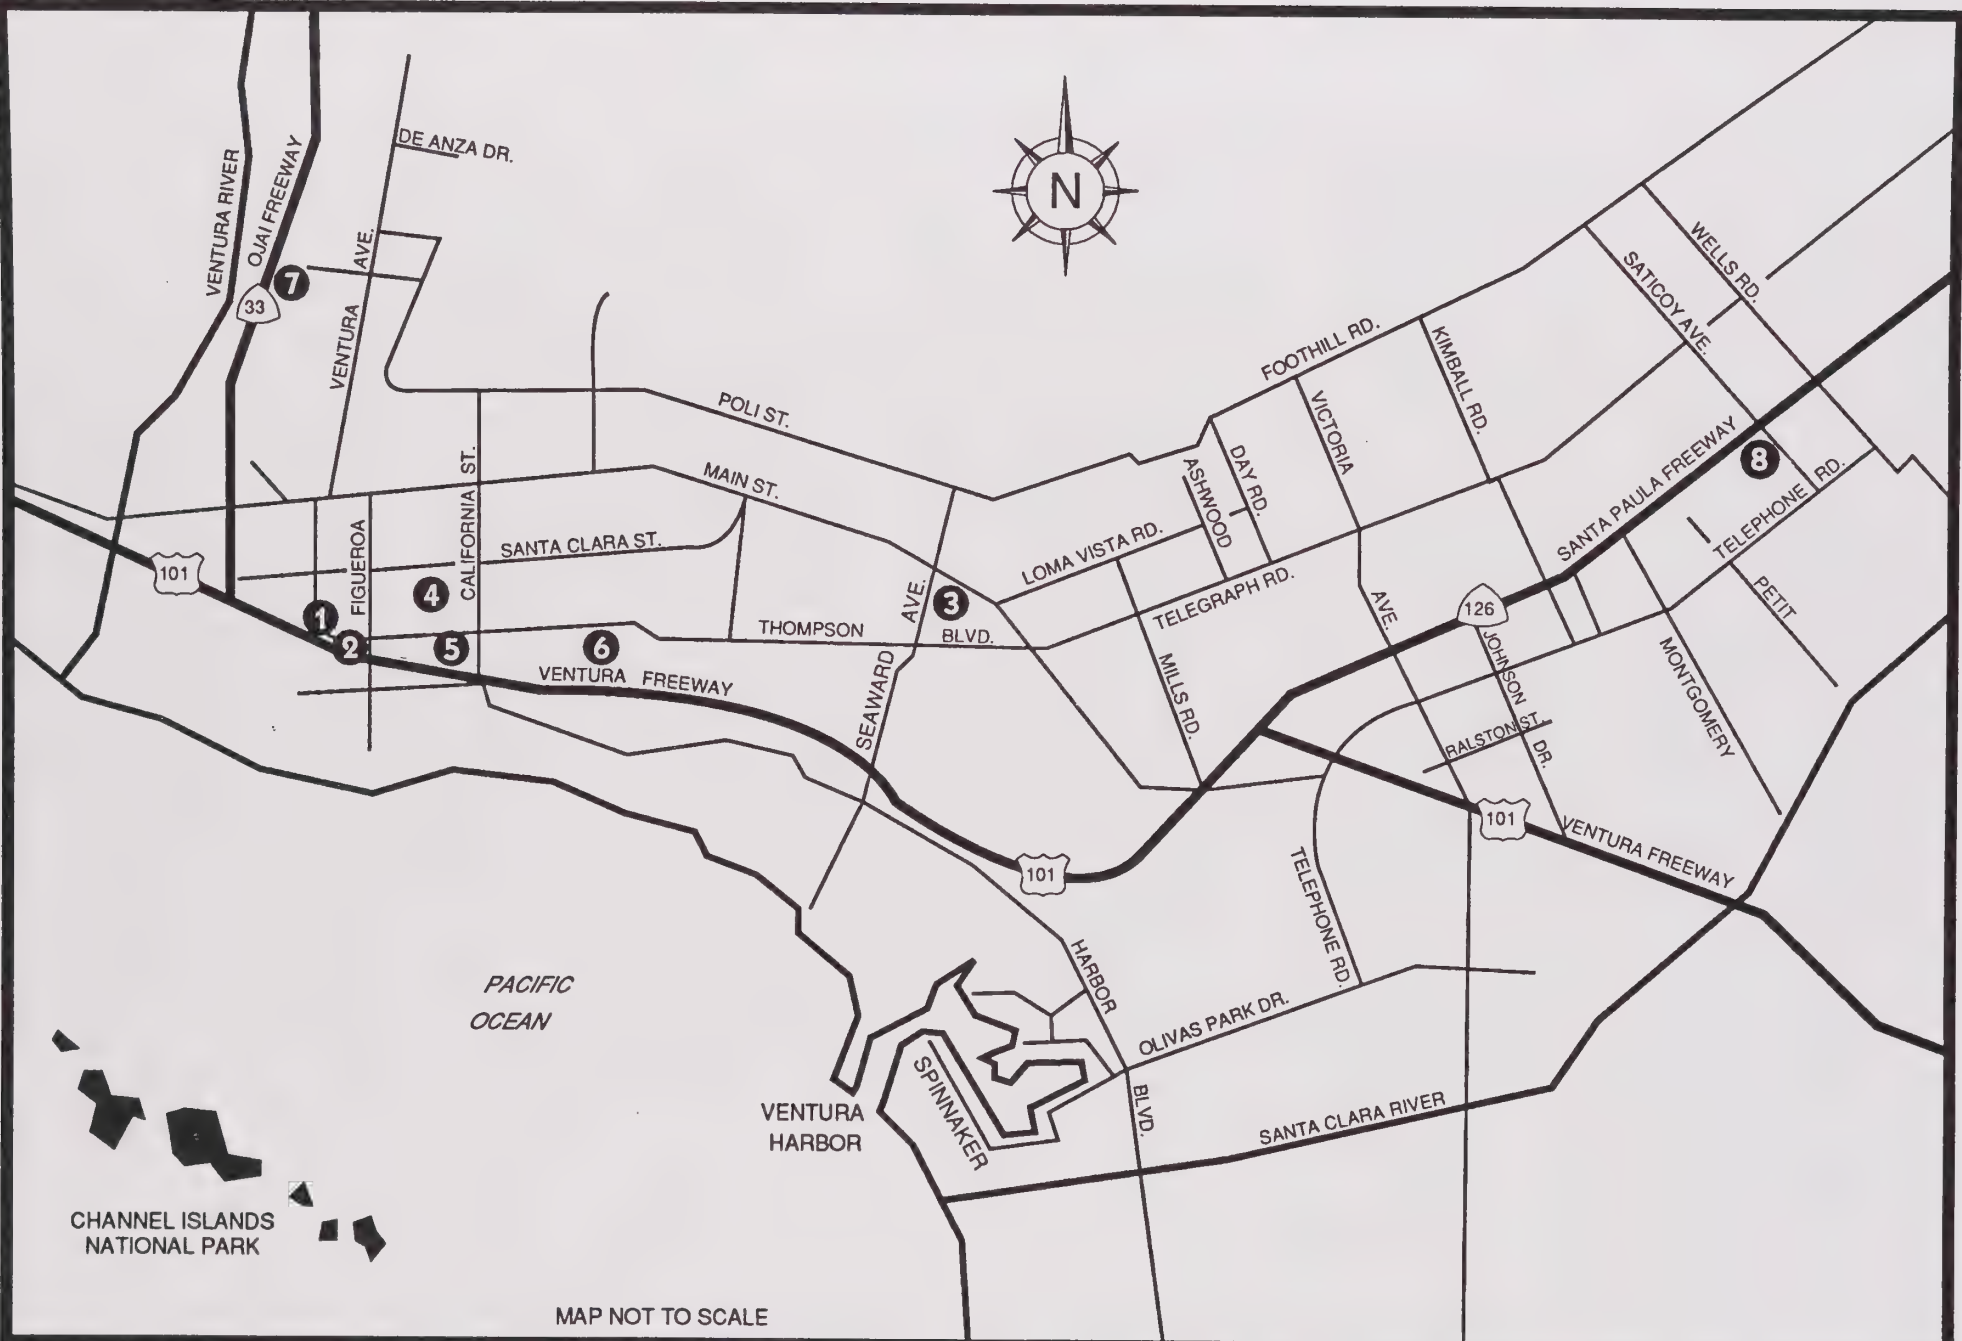 DE ANZA DR.
N
VENTURA RIVER
OJAI FREEWAY
VENTURA AVE.
7
33
WELLS RD.
SATICOY AVE.
FOOTHILL RD.
KIMBALL RD.
VICTORIA
POLI ST.
MAIN ST.
CALIFORNIA ST.
DAY RD.
ASHWOOD
SANTA PAULA FREEWAY
8
TELEPHONE RD.
101
FIGUEROA
SANTA CLARA ST.
LOMA VISTA RD.
TELEGRAPH RD.
AVE.
126
PETIT
1
4
3
SEAWARD AVE.
2
5
6
THOMPSON BLVD.
VENTURA FREEWAY
MILLS RD.
JOHNSON DR.
RALSTON ST.
MONTGOMERY
101
VENTURA FREEWAY
101
TELEPHONE RD.
HARBOR BLVD.
OLIVAS PARK DR.
PACIFIC
OCEAN
SPINNAKER
VENTURA
HARBOR
SANTA CLARA RIVER
CHANNEL ISLANDS
NATIONAL PARK
MAP NOT TO SCALE